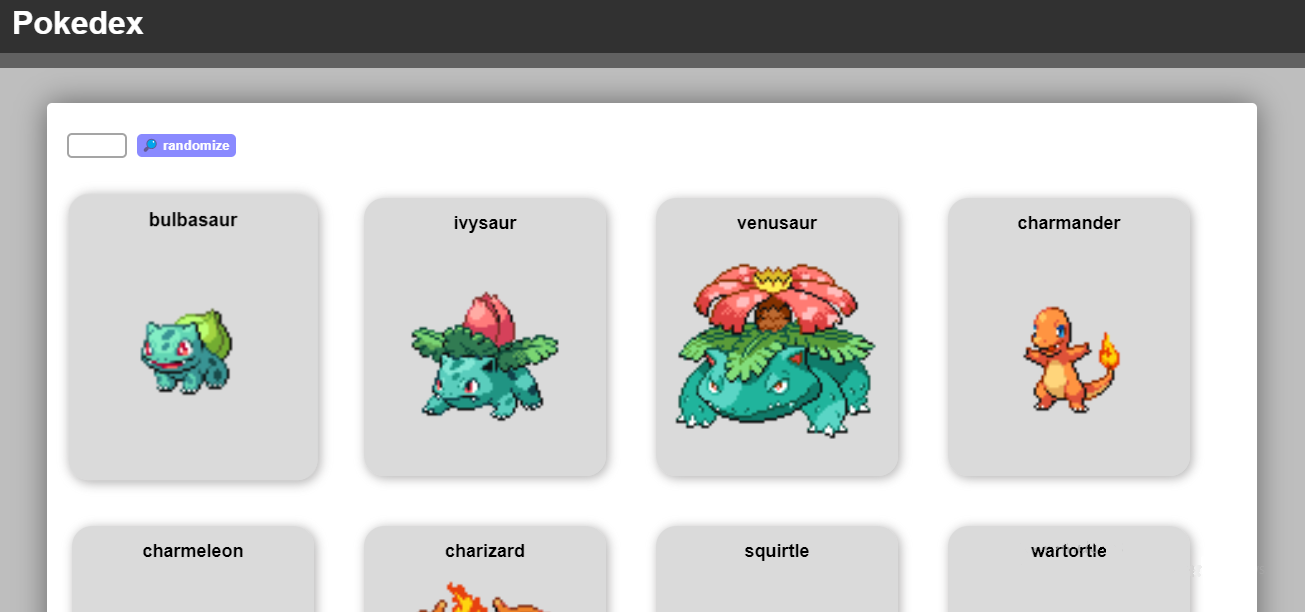 Pokedex
randomize
bulbasaur
ivysaur
venusaur
charmander
charmeleon
charizard
squirtle
wartortle